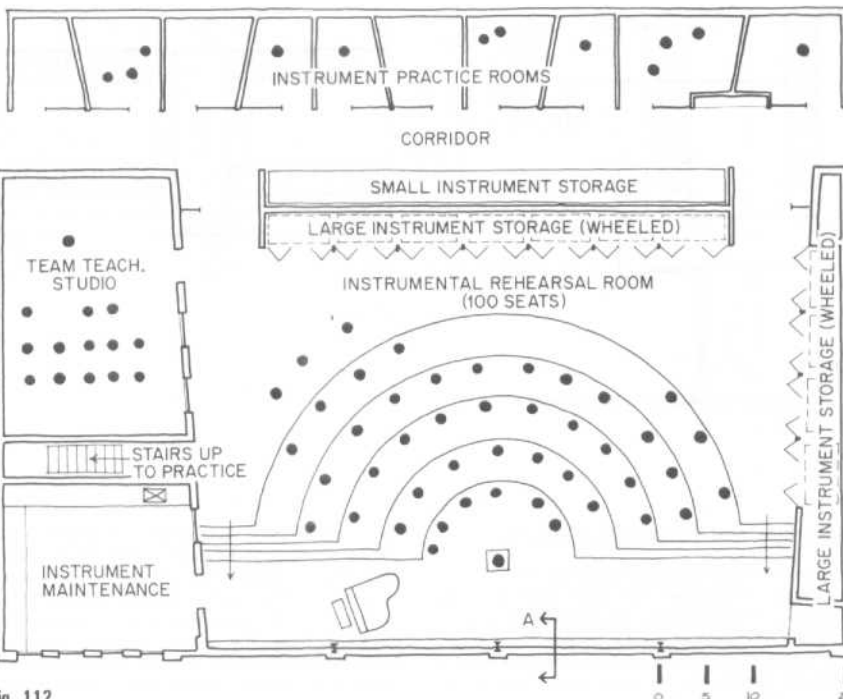 INSTRUMENT PRACTICE ROOMS
CORRIDOR
SMALL INSTRUMENT STORAGE
LARGE INSTRUMENT STORAGE (WHEELED)
TEAM TEACH.
STUDIO
INSTRUMENTAL REHEARSAL ROOM
(100 SEATS)
LARGE INSTRUMENT STORAGE (WHEELED)
STAIRS UP
TO PRACTICE
INSTRUMENT
MAINTENANCE
A
0 5 10
112